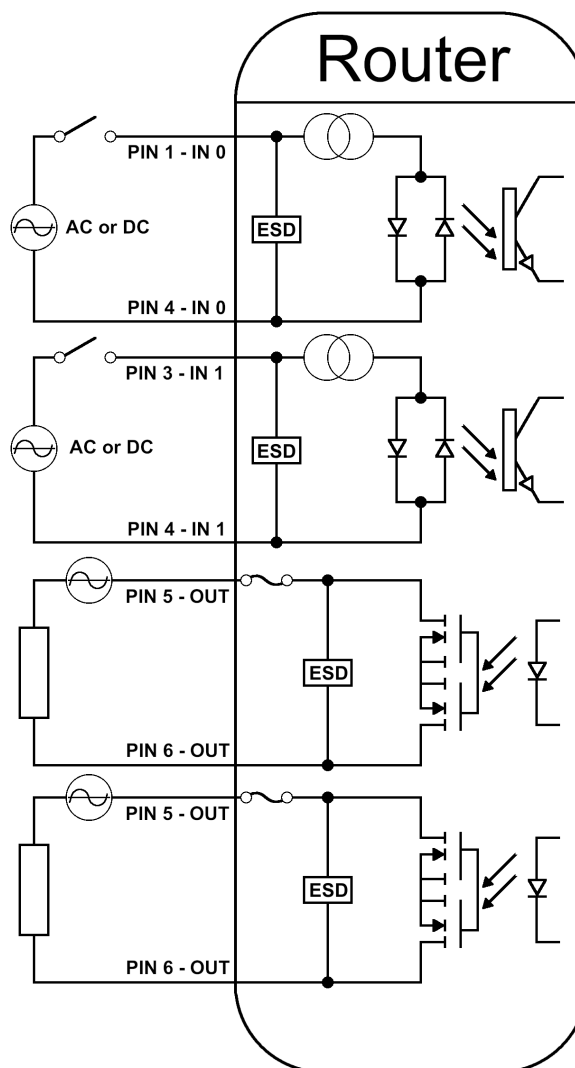 Router
PIN 1 - IN 0
AC or DC
ESD
PIN 4 - IN 0
PIN 3 - IN 1
AC or DC
ESD
PIN 4 - IN 1
PIN 5 - OUT
ESD
PIN 6 - OUT
PIN 5 - OUT
ESD
PIN 6 - OUT